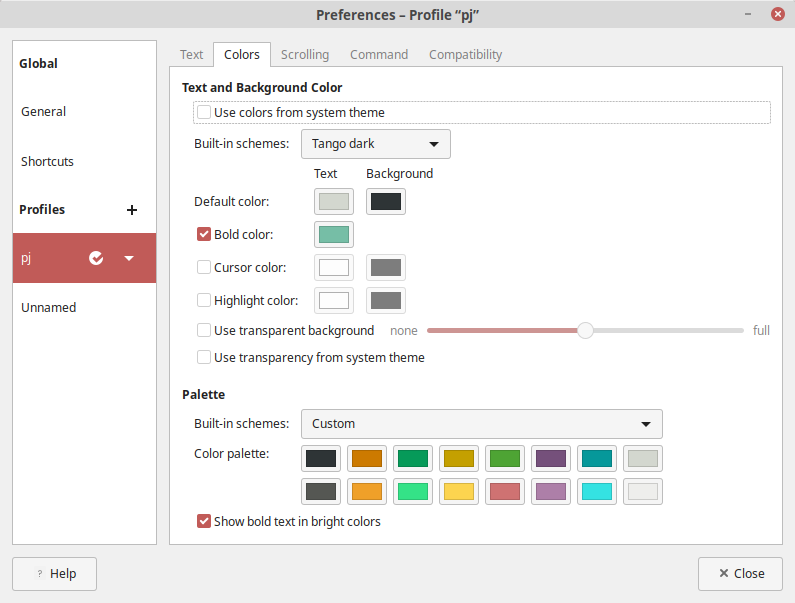 Preferences – Profile “pj”
Global
General
Shortcuts
Profiles
pj
Unnamed
Text Colors Scrolling Command Compatibility
Text and Background Color
Use colors from system theme
Built-in schemes: Tango dark
Text Background
Default color:
Bold color:
Cursor color:
Highlight color:
Use transparent background none full
Use transparency from system theme
Palette
Built-in schemes: Custom
Color palette:
Show bold text in bright colors
? Help
Close